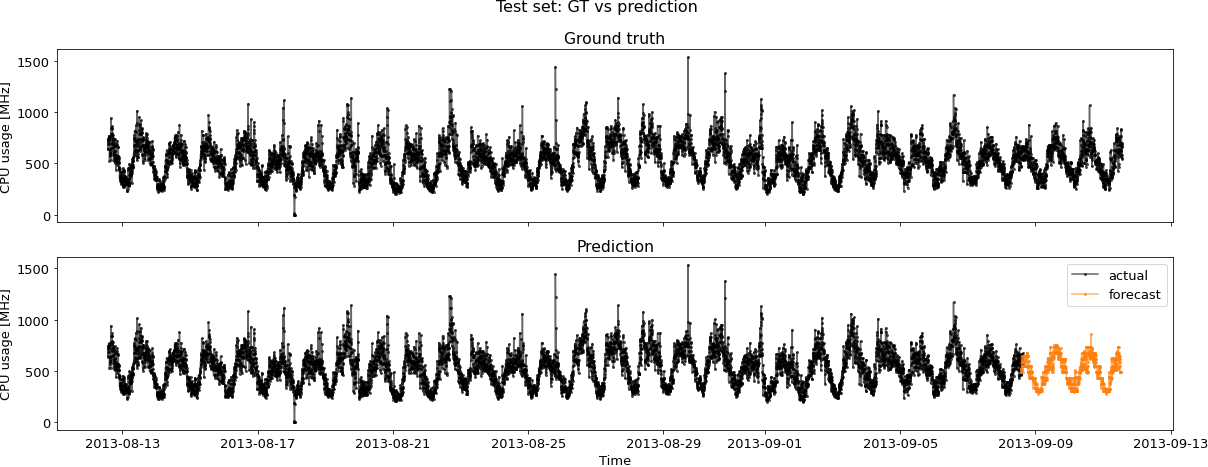 Test set: GT vs prediction
Ground truth
CPU usage [MHz]
1500
1000
500
0
Prediction
CPU usage [MHz]
1500
1000
500
0
actual
forecast
2013-08-13 2013-08-17 2013-08-21 2013-08-25 2013-08-29 2013-09-01 2013-09-05 2013-09-09 2013-09-13
Time